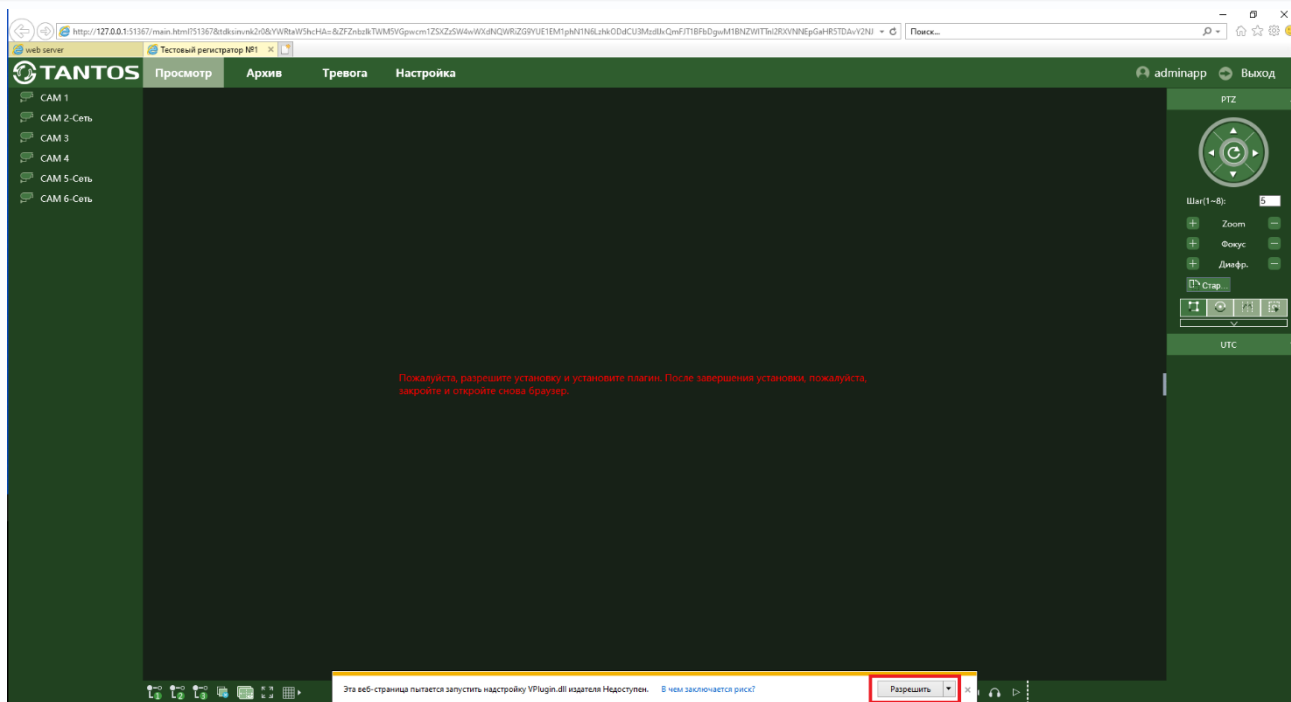 Поиск...
web server
Тестовый регистратор №1
TANTOS
Просмотр
Архив
Тревога
Настройка
adminapp
Выход
CAM 1
CAM 2-Сеть
CAM 3
CAM 4
CAM 5-Сеть
CAM 6-Сеть
PTZ
Шаг(1~8):
5
Zoom
Фокус
Диафр.
Стар...
UTC
Пожалуйста, разрешите установку и установите плагин. После завершения установки, пожалуйста,
закройте и откройте снова браузер.
1
2
3
Эта веб-страница пытается запустить надстройку VPlugin.dll издателя Недоступен.
В чем заключается риск?
Разрешить